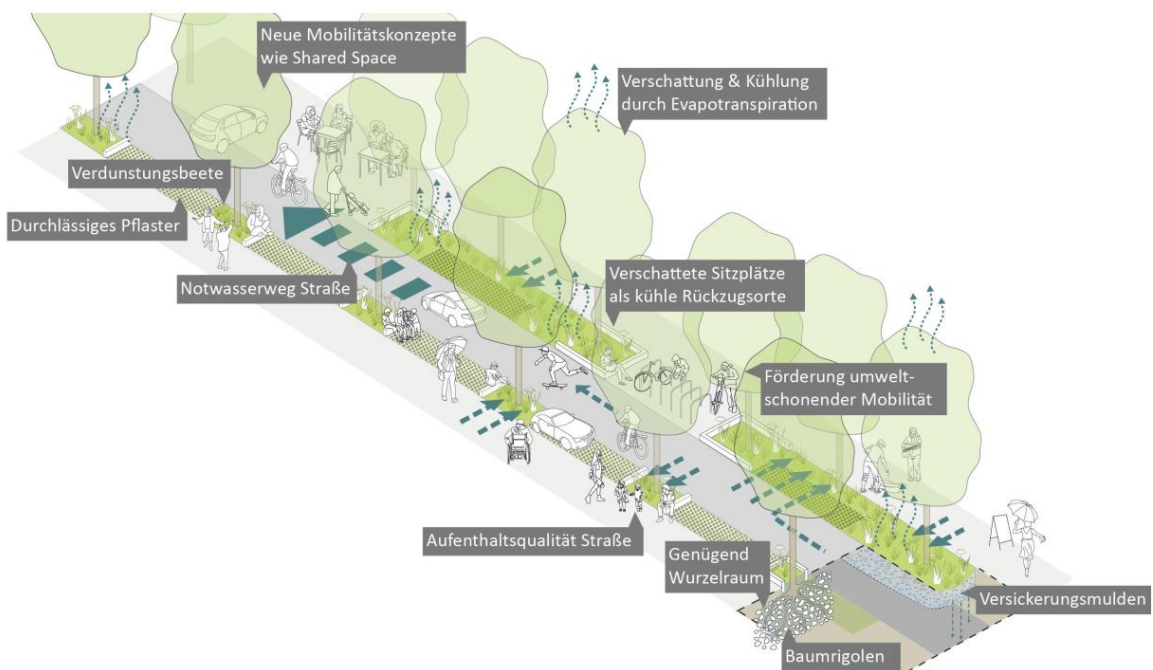 Neue Mobilitätskonzepte
wie Shared Space
Verschattung & Kühlung
durch Evapotranspiration
Verdunstungsbeete
Durchlässiges Pflaster
Notwasserweg Straße
Verschattete Sitzplätze
als kühle Rückzugsorte
Förderung umwelt-
schonender Mobilität
Aufenthaltsqualität Straße
Genügend
Wurzelraum
Versickerungsmulden
Baumrigolen